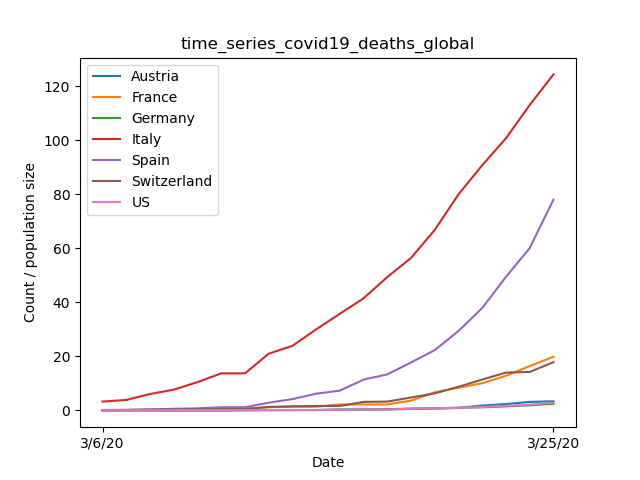 time_series_covid19_deaths_global
Austria
France
Germany
Italy
Spain
Switzerland
US
Count / population size
120
100
80
60
40
20
0
3/6/20
3/25/20
Date